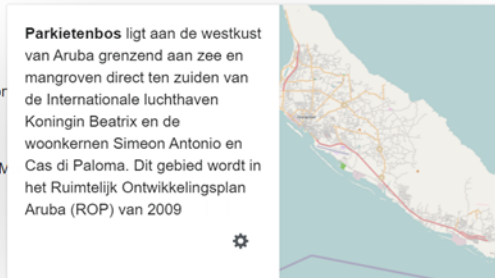 Parkietenbos ligt aan de westkust
van Aruba grenzend aan zee en
mangroven direct ten zuiden van
de Internationale luchthaven
Koningin Beatrix en de
woonkernen Simeon Antonio en
Cas di Paloma. Dit gebied wordt in
het Ruimtelijk Ontwikkelingsplan
Aruba (ROP) van 2009